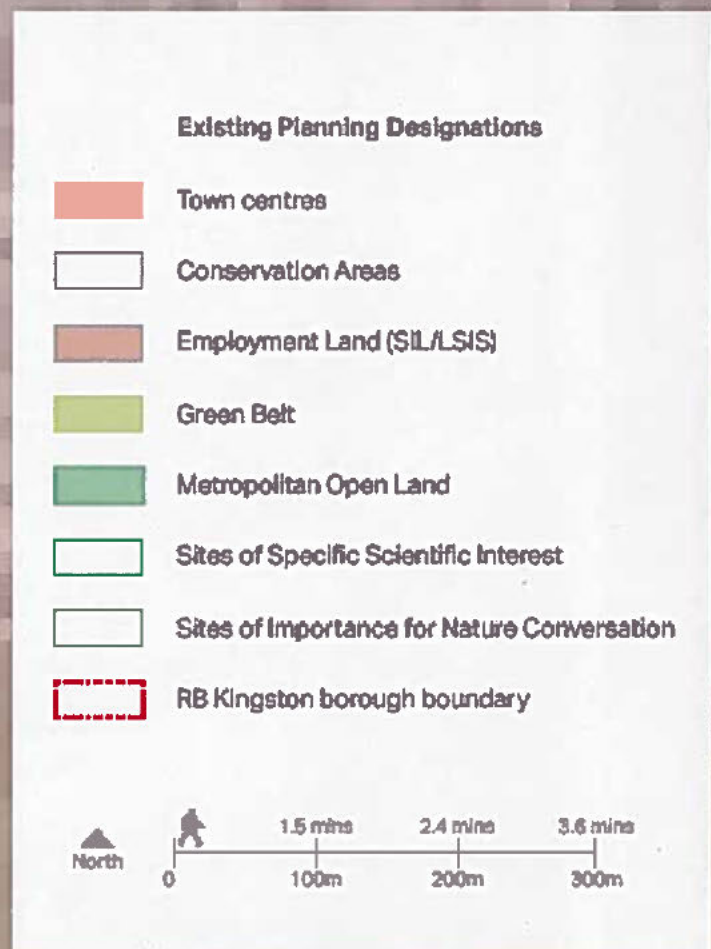 Existing Planning Designations
Town centres
Conservation Areas
Employment Land (SIL/LSIS)
Green Belt
Metropolitan Open Land
Sites of Specific Scientific Interest
Sites of Importance for Nature Conversation
RB Kingston borough boundary
1.5 mins 2.4 mins 3.6 mins
North
0 100m 200m 300m